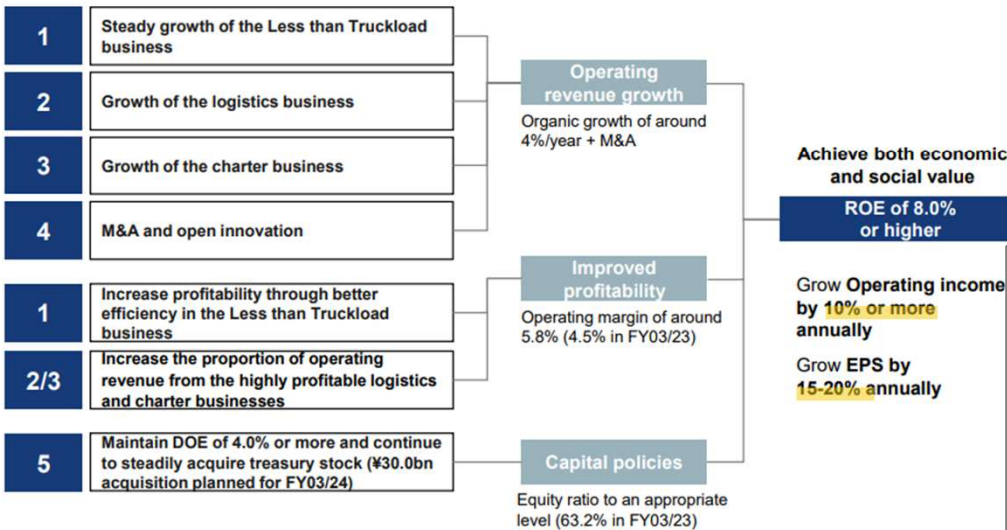 1
Steady growth of the Less than Truckload
business
2
Growth of the logistics business
3
Growth of the charter business
4
M&A and open innovation
1
Increase profitability through better
efficiency in the Less than Truckload
business
2/3
Increase the proportion of operating
revenue from the highly profitable logistics
and charter businesses
5
Maintain DOE of 4.0% or more and continue
to steadily acquire treasury stock (¥30.0bn
acquisition planned for FY03/24)
Operating
revenue growth
Organic growth of around
4%/year + M&A
Improved
profitability
Operating margin of around
5.8% (4.5% in FY03/23)
Capital policies
Equity ratio to an appropriate
level (63.2% in FY03/23)
Achieve both economic
and social value
ROE of 8.0%
or higher
Grow Operating income
by 10% or more
annually
Grow EPS by
15-20% annually